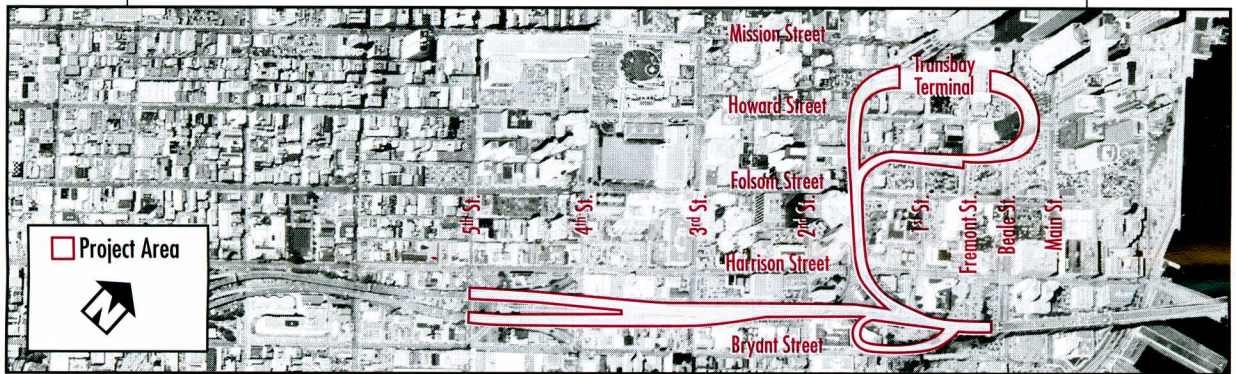 Mission Street
Transbay
Terminal
Howard Street
Folsom Street
5th St.
4th St.
3rd St.
2nd St.
1st St.
Fremont St.
Beale St.
Main St.
Harrison Street
Bryant Street
Project Area
N